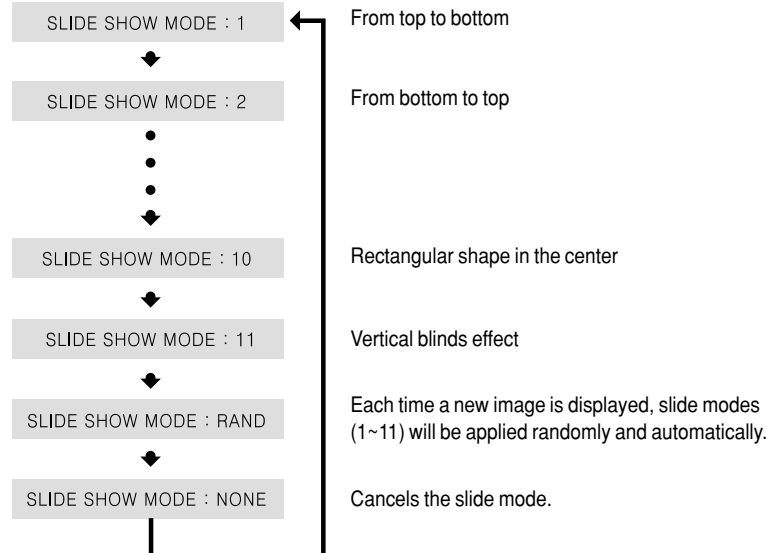 SLIDE SHOW MODE : 1
From top to bottom
SLIDE SHOW MODE : 2
From bottom to top
SLIDE SHOW MODE : 10
Rectangular shape in the center
SLIDE SHOW MODE : 11
Vertical blinds effect
SLIDE SHOW MODE : RAND
Each time a new image is displayed, slide modes
(1~11) will be applied randomly and automatically.
SLIDE SHOW MODE : NONE
Cancels the slide mode.